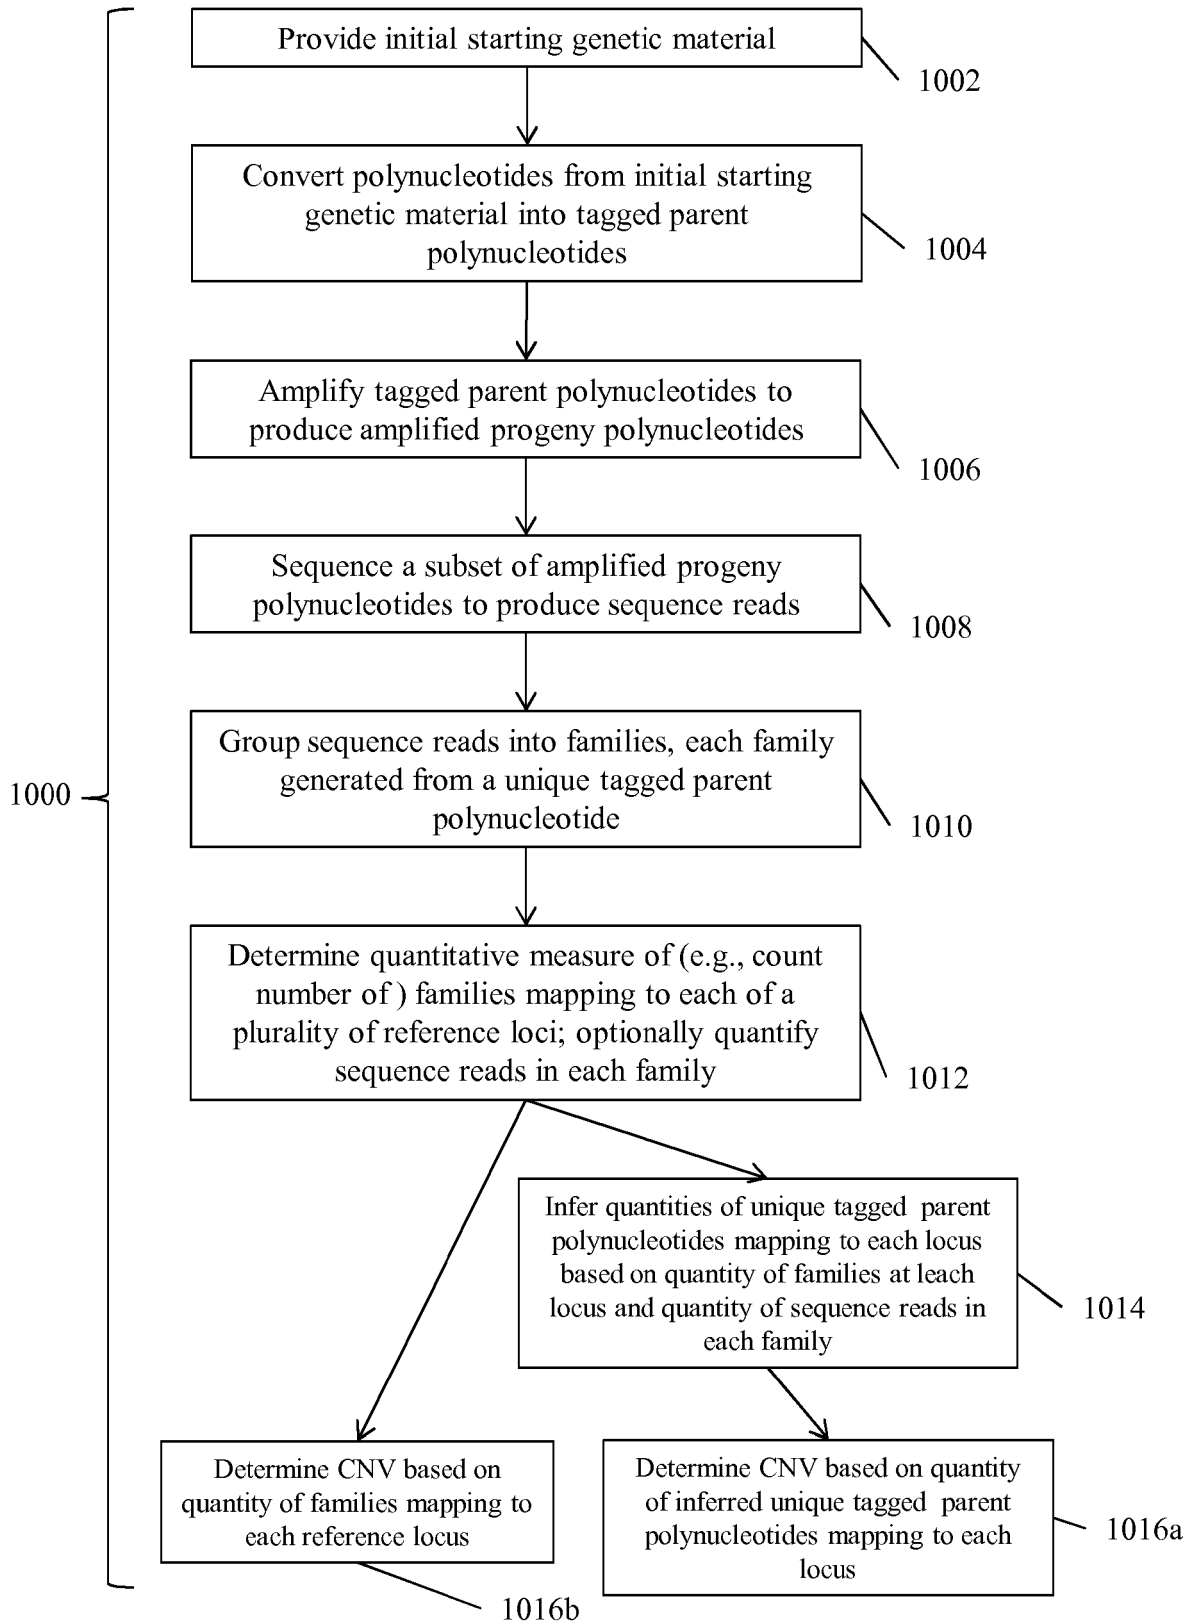 Provide initial starting genetic material
1002
Convert polynucleotides from initial starting
genetic material into tagged parent
polynucleotides
1004
Amplify tagged parent polynucleotides to
produce amplified progeny polynucleotides
1006
Sequence a subset of amplified progeny
polynucleotides to produce sequence reads
1008
Group sequence reads into families, each family
generated from a unique tagged parent
polynucleotide
1010
1000
Determine quantitative measure of (e.g., count
number of ) families mapping to each of a
plurality of reference loci; optionally quantify
sequence reads in each family
1012
Infer quantities of unique tagged parent
polynucleotides mapping to each locus
based on quantity of families at leach
locus and quantity of sequence reads in
each family
1014
Determine CNV based on
quantity of families mapping to
each reference locus
1016b
Determine CNV based on quantity
of inferred unique tagged parent
polynucleotides mapping to each
locus
1016a